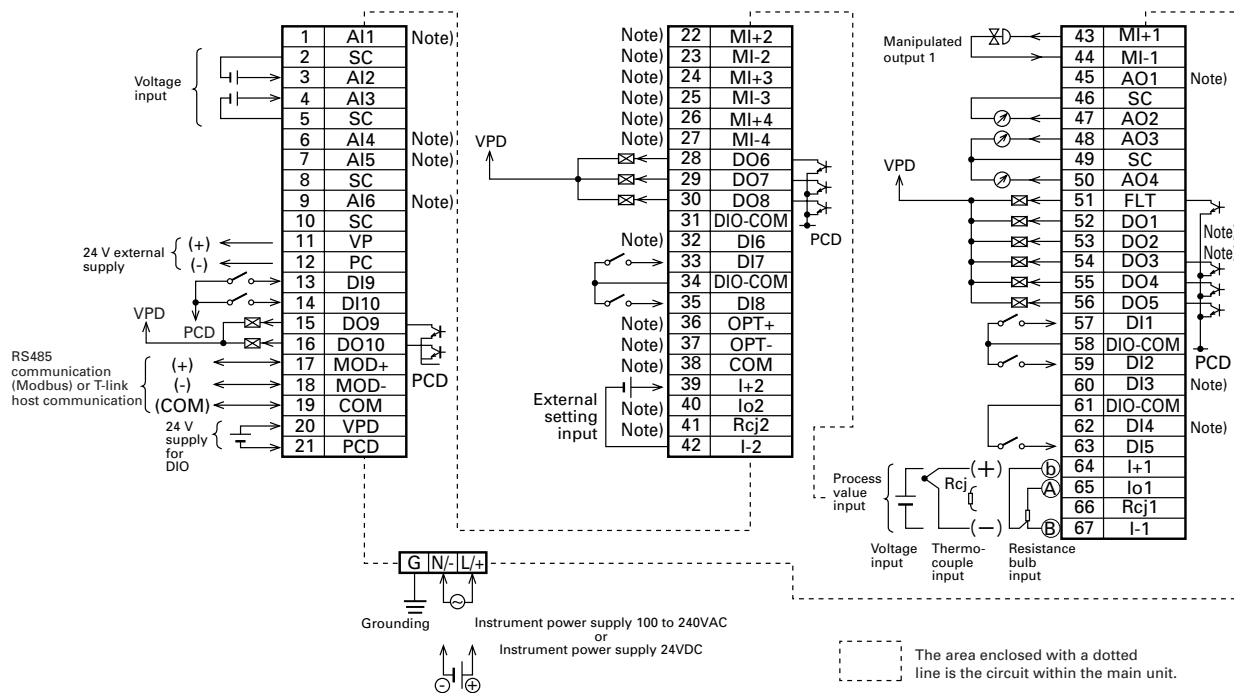 1 AI1 Note)
2 SC
3 AI2
4 AI3
5 SC
6 AI4 Note)
7 AI5 Note)
8 SC
9 AI6 Note)
10 SC
11 VP
12 PC
13 DI9
14 DI10
15 DO9
16 DO10
17 MOD+
18 MOD-
19 COM
20 VPD
21 PCD
Voltage
input
24 V external
supply
(+)
(-)
VPD
PCD
PCD
RS485
communication
(Modbus) or T-link
host communication
(+)
(-)
(COM)
24 V
supply
for
DIO
Note) 22 MI+2
Note) 23 MI-2
Note) 24 MI+3
Note) 25 MI-3
Note) 26 MI+4
Note) 27 MI-4
28 DO6
29 DO7
30 DO8
31 DIO-COM
Note) 32 DI6
33 DI7
34 DIO-COM
35 DI8
Note) 36 OPT+
Note) 37 OPT-
Note) 38 COM
39 I+2
Note) 40 Io2
Note) 41 Rcj2
42 I-2
VPD
PCD
External
setting
input
43 MI+1
44 MI-1
45 AO1 Note)
46 SC
47 AO2
48 AO3
49 SC
50 AO4
51 FLT
52 DO1 Note)
53 DO2 Note)
54 DO3
55 DO4
56 DO5
57 DI1
58 DIO-COM
59 DI2
60 DI3 Note)
61 DIO-COM
62 DI4 Note)
63 DI5
64 I+1
65 Io1
66 Rcj1
67 I-1
Manipulated
output 1
VPD
PCD
Process
value
input
(+)
Rcj
(-)
b
A
B
Voltage
input
Thermo-
couple
input
Resistance
bulb
input
G N/- L/+
Grounding
Instrument power supply 100 to 240VAC
or
Instrument power supply 24VDC
The area enclosed with a dotted
line is the circuit within the main unit.